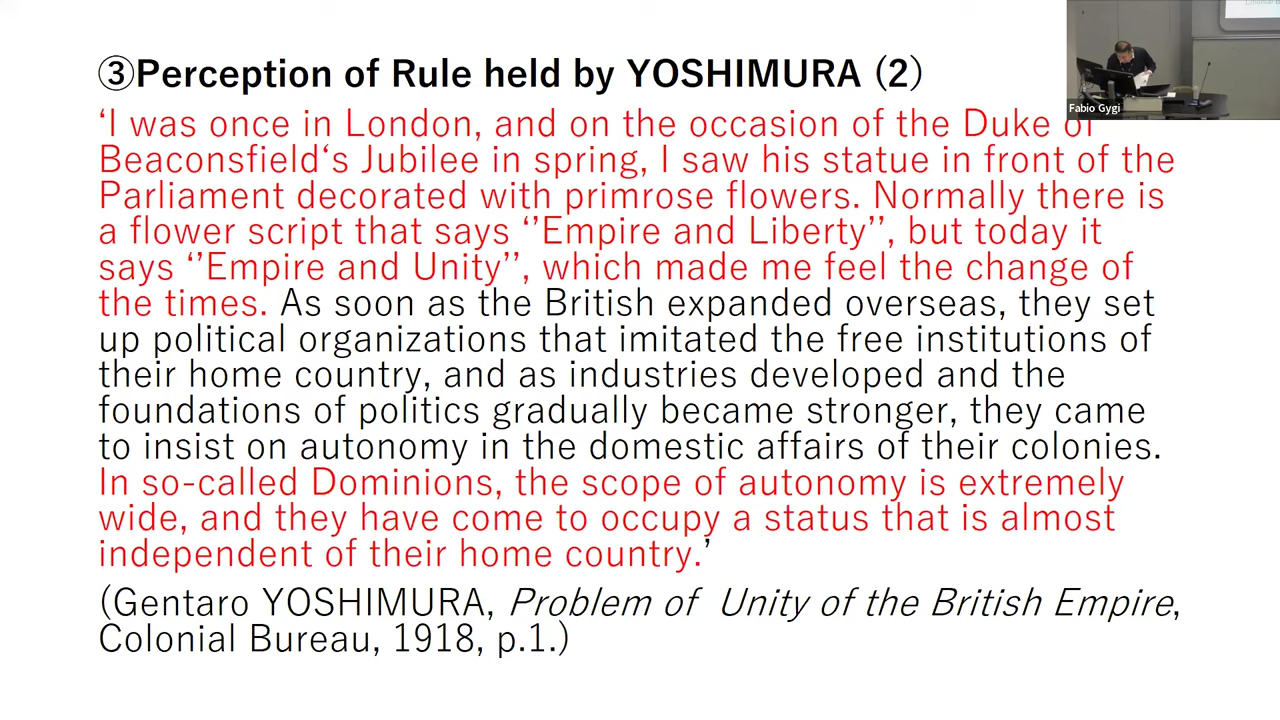 ③Perception of Rule held by YOSHIMURA (2)
‘I was once in London, and on the occasion of the Duke of
Beaconsfield‘s Jubilee in spring, I saw his statue in front of the
Parliament decorated with primrose flowers. Normally there is
a flower script that says ‘’Empire and Liberty’’, but today it
says ‘’Empire and Unity’’, which made me feel the change of
the times. As soon as the British expanded overseas, they set
up political organizations that imitated the free institutions of
their home country, and as industries developed and the
foundations of politics gradually became stronger, they came
to insist on autonomy in the domestic affairs of their colonies.
In so-called Dominions, the scope of autonomy is extremely
wide, and they have come to occupy a status that is almost
independent of their home country.’
(Gentaro YOSHIMURA, Problem of Unity of the British Empire,
Colonial Bureau, 1918, p.1.)
Fabio Gygi